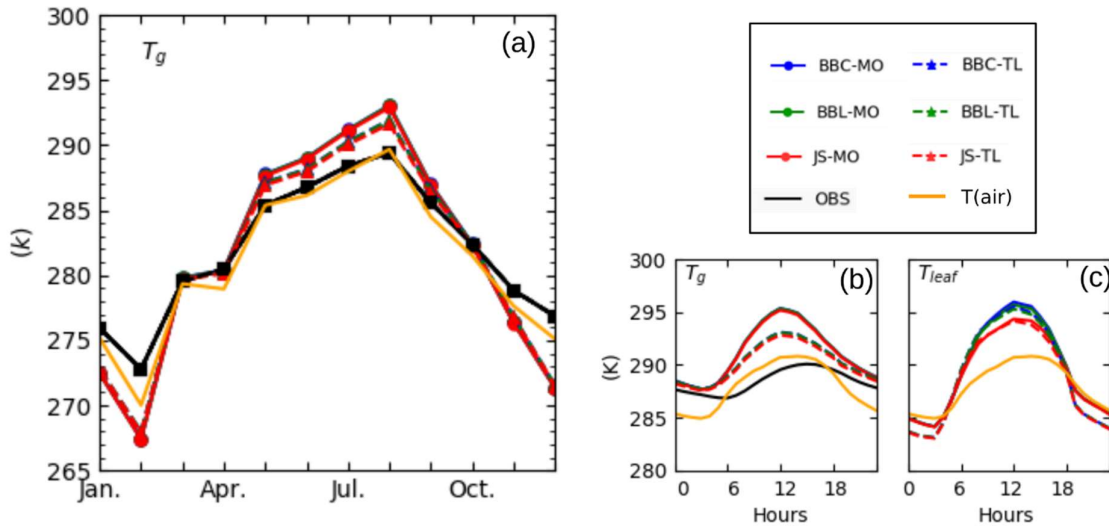 300
295
290
285
280
275
270
265
(k)
T_g
(a)
Jan. Apr. Jul. Oct.
BBC-MO BBC-TL
BBL-MO BBL-TL
JS-MO JS-TL
OBS T(air)
300
295
290
285
280
(K)
T_g
(b)
T_leaf
(c)
0 6 12 18 0 6 12 18
Hours Hours